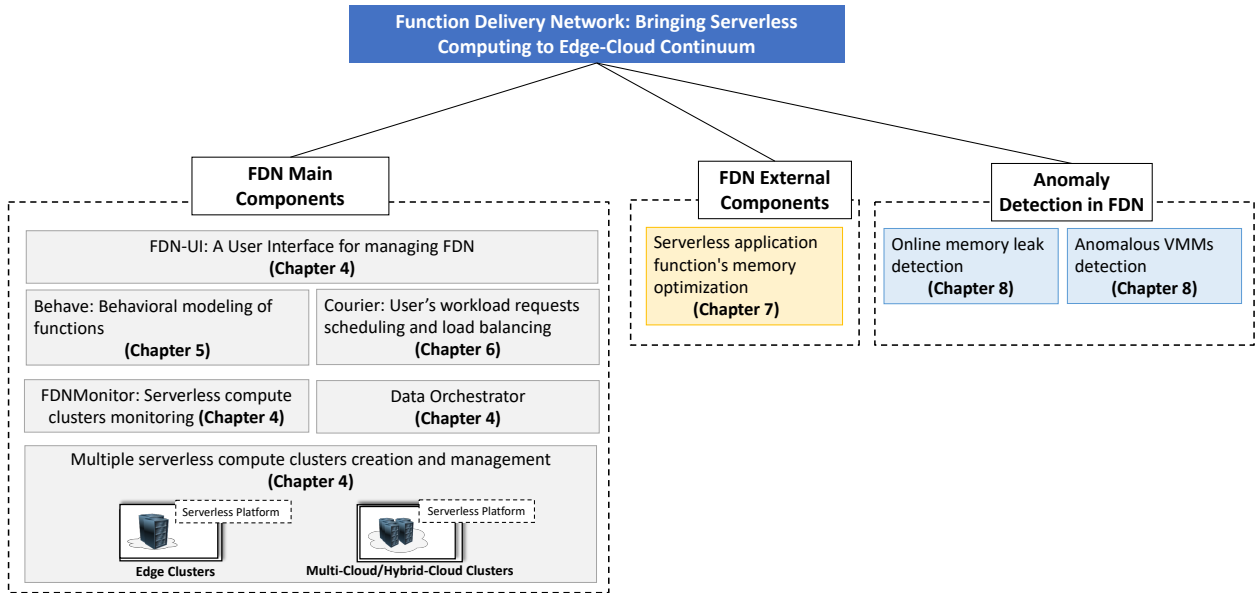 Function Delivery Network: Bringing Serverless
Computing to Edge-Cloud Continuum
FDN Main
Components
FDN-UI: A User Interface for managing FDN
(Chapter 4)
Behave: Behavioral modeling of
functions
(Chapter 5)
Courier: User’s workload requests
scheduling and load balancing
(Chapter 6)
FDNMonitor: Serverless compute
clusters monitoring (Chapter 4)
Data Orchestrator
(Chapter 4)
Multiple serverless compute clusters creation and management
(Chapter 4)
Serverless Platform
Edge Clusters
Serverless Platform
Multi-Cloud/Hybrid-Cloud Clusters
FDN External
Components
Serverless application
function's memory
optimization
(Chapter 7)
Anomaly
Detection in FDN
Online memory leak
detection
(Chapter 8)
Anomalous VMMs
detection
(Chapter 8)